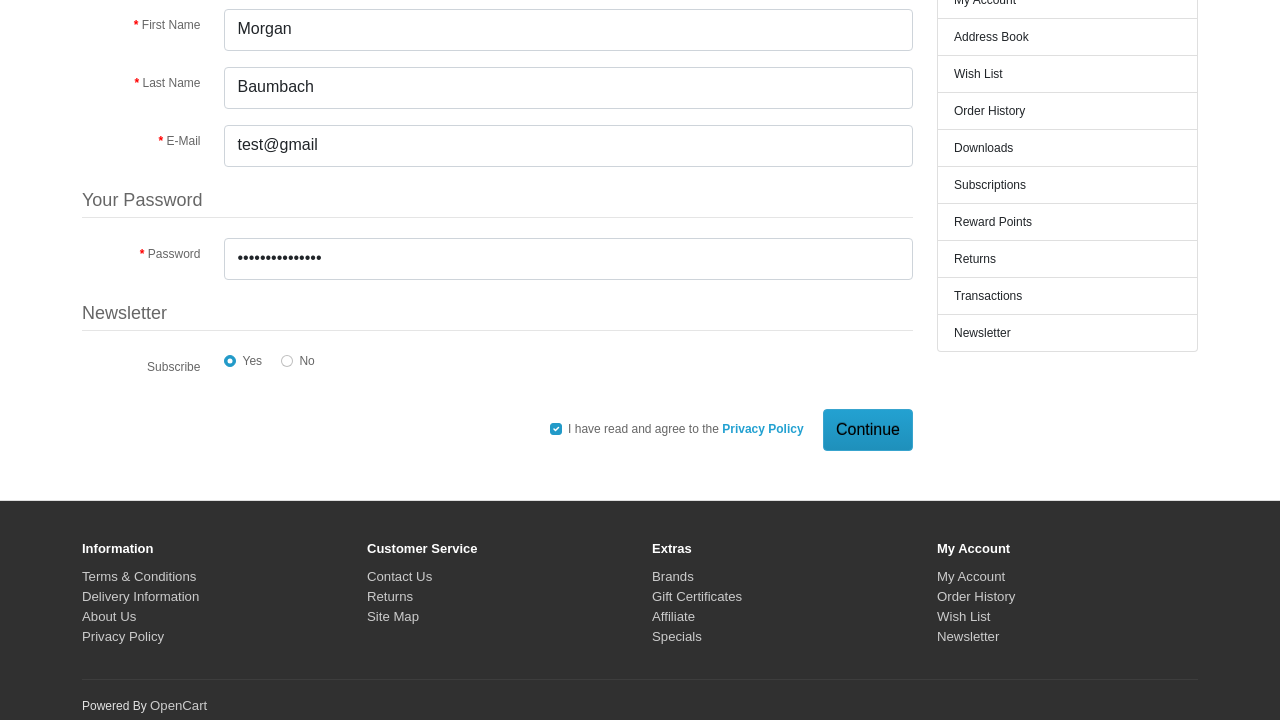 * First Name
Morgan
* Last Name
Baumbach
* E-Mail
test@gmail
Your Password
* Password
•••••••••••••••
Newsletter
Subscribe
Yes
No
I have read and agree to the Privacy Policy
Continue
My Account
Address Book
Wish List
Order History
Downloads
Subscriptions
Reward Points
Returns
Transactions
Newsletter
Information
Terms & Conditions
Delivery Information
About Us
Privacy Policy
Customer Service
Contact Us
Returns
Site Map
Extras
Brands
Gift Certificates
Affiliate
Specials
My Account
My Account
Order History
Wish List
Newsletter
Powered By OpenCart